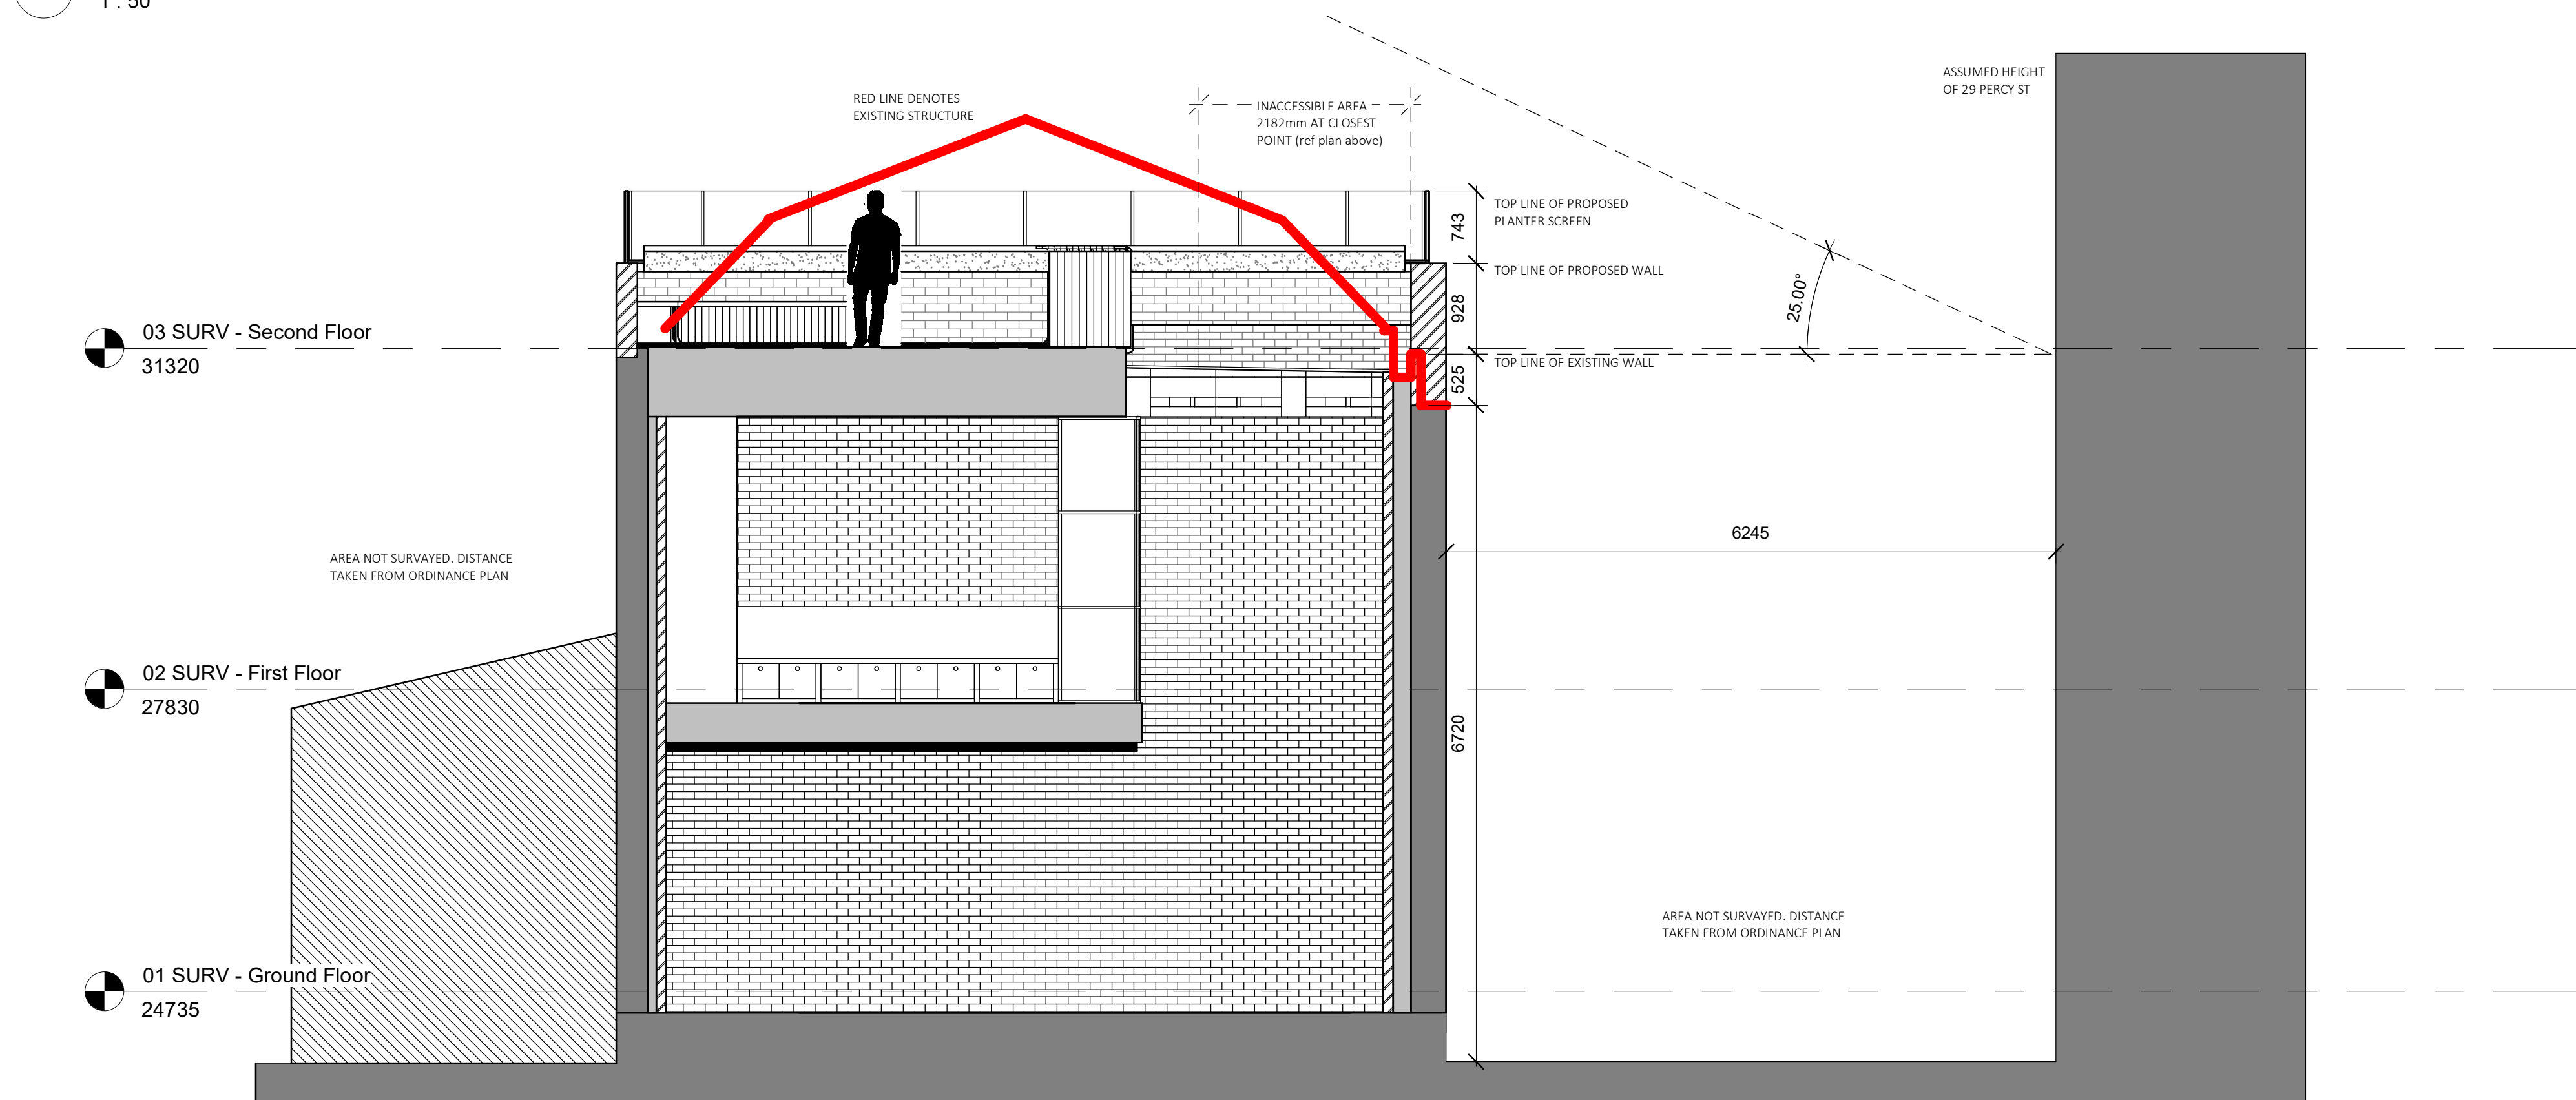 1 : 50
RED LINE DENOTES
EXISTING STRUCTURE
INACCESSIBLE AREA
2182mm AT CLOSEST
POINT (ref plan above)
ASSUMED HEIGHT
OF 29 PERCY ST
743
TOP LINE OF PROPOSED
PLANTER SCREEN
TOP LINE OF PROPOSED WALL
928
25.00°
03 SURV - Second Floor
31320
TOP LINE OF EXISTING WALL
525
6245
AREA NOT SURVAYED. DISTANCE
TAKEN FROM ORDINANCE PLAN
02 SURV - First Floor
27830
6720
AREA NOT SURVAYED. DISTANCE
TAKEN FROM ORDINANCE PLAN
01 SURV - Ground Floor
24735